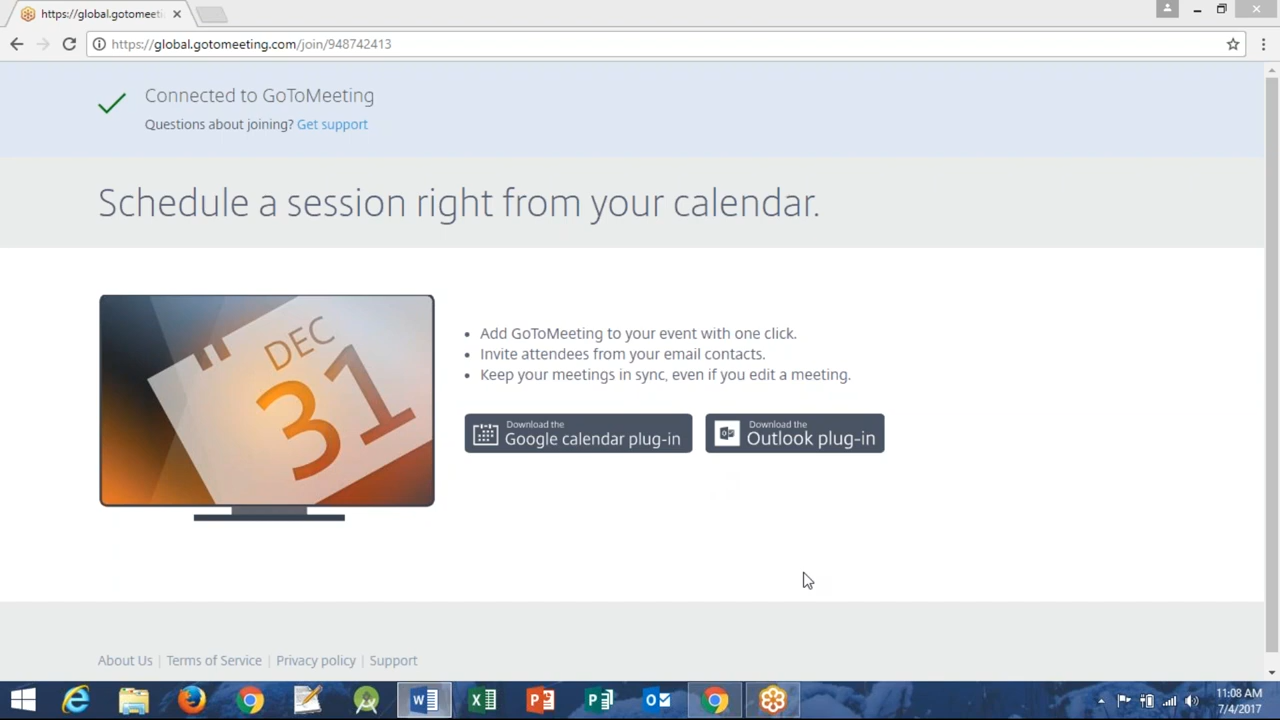 https://global.gotomeeti
https://global.gotomeeting.com/join/948742413
Connected to GoToMeeting
Questions about joining? Get support
Schedule a session right from your calendar.
DEC
31
• Add GoToMeeting to your event with one click.
• Invite attendees from your email contacts.
• Keep your meetings in sync, even if you edit a meeting.
Download the
Google calendar plug-in
Download the
Outlook plug-in
About Us | Terms of Service | Privacy policy | Support
11:08 AM
7/4/2017